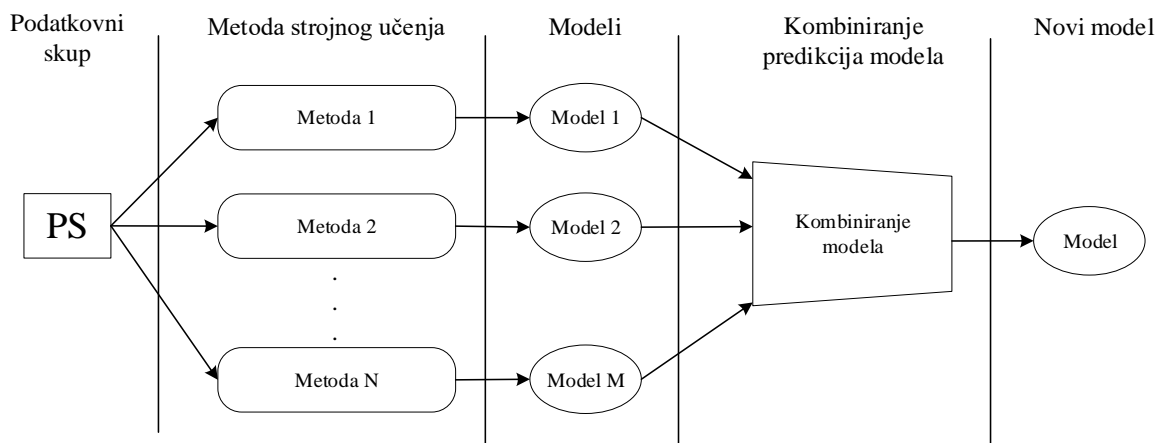 Podatkovni
skup
Metoda strojnog učenja
Modeli
Kombiniranje
predikcija modela
Novi model
PS
Metoda 1
Model 1
Metoda 2
Model 2
Kombiniranje
modela
Model
.
.
.
.
Metoda N
Model M